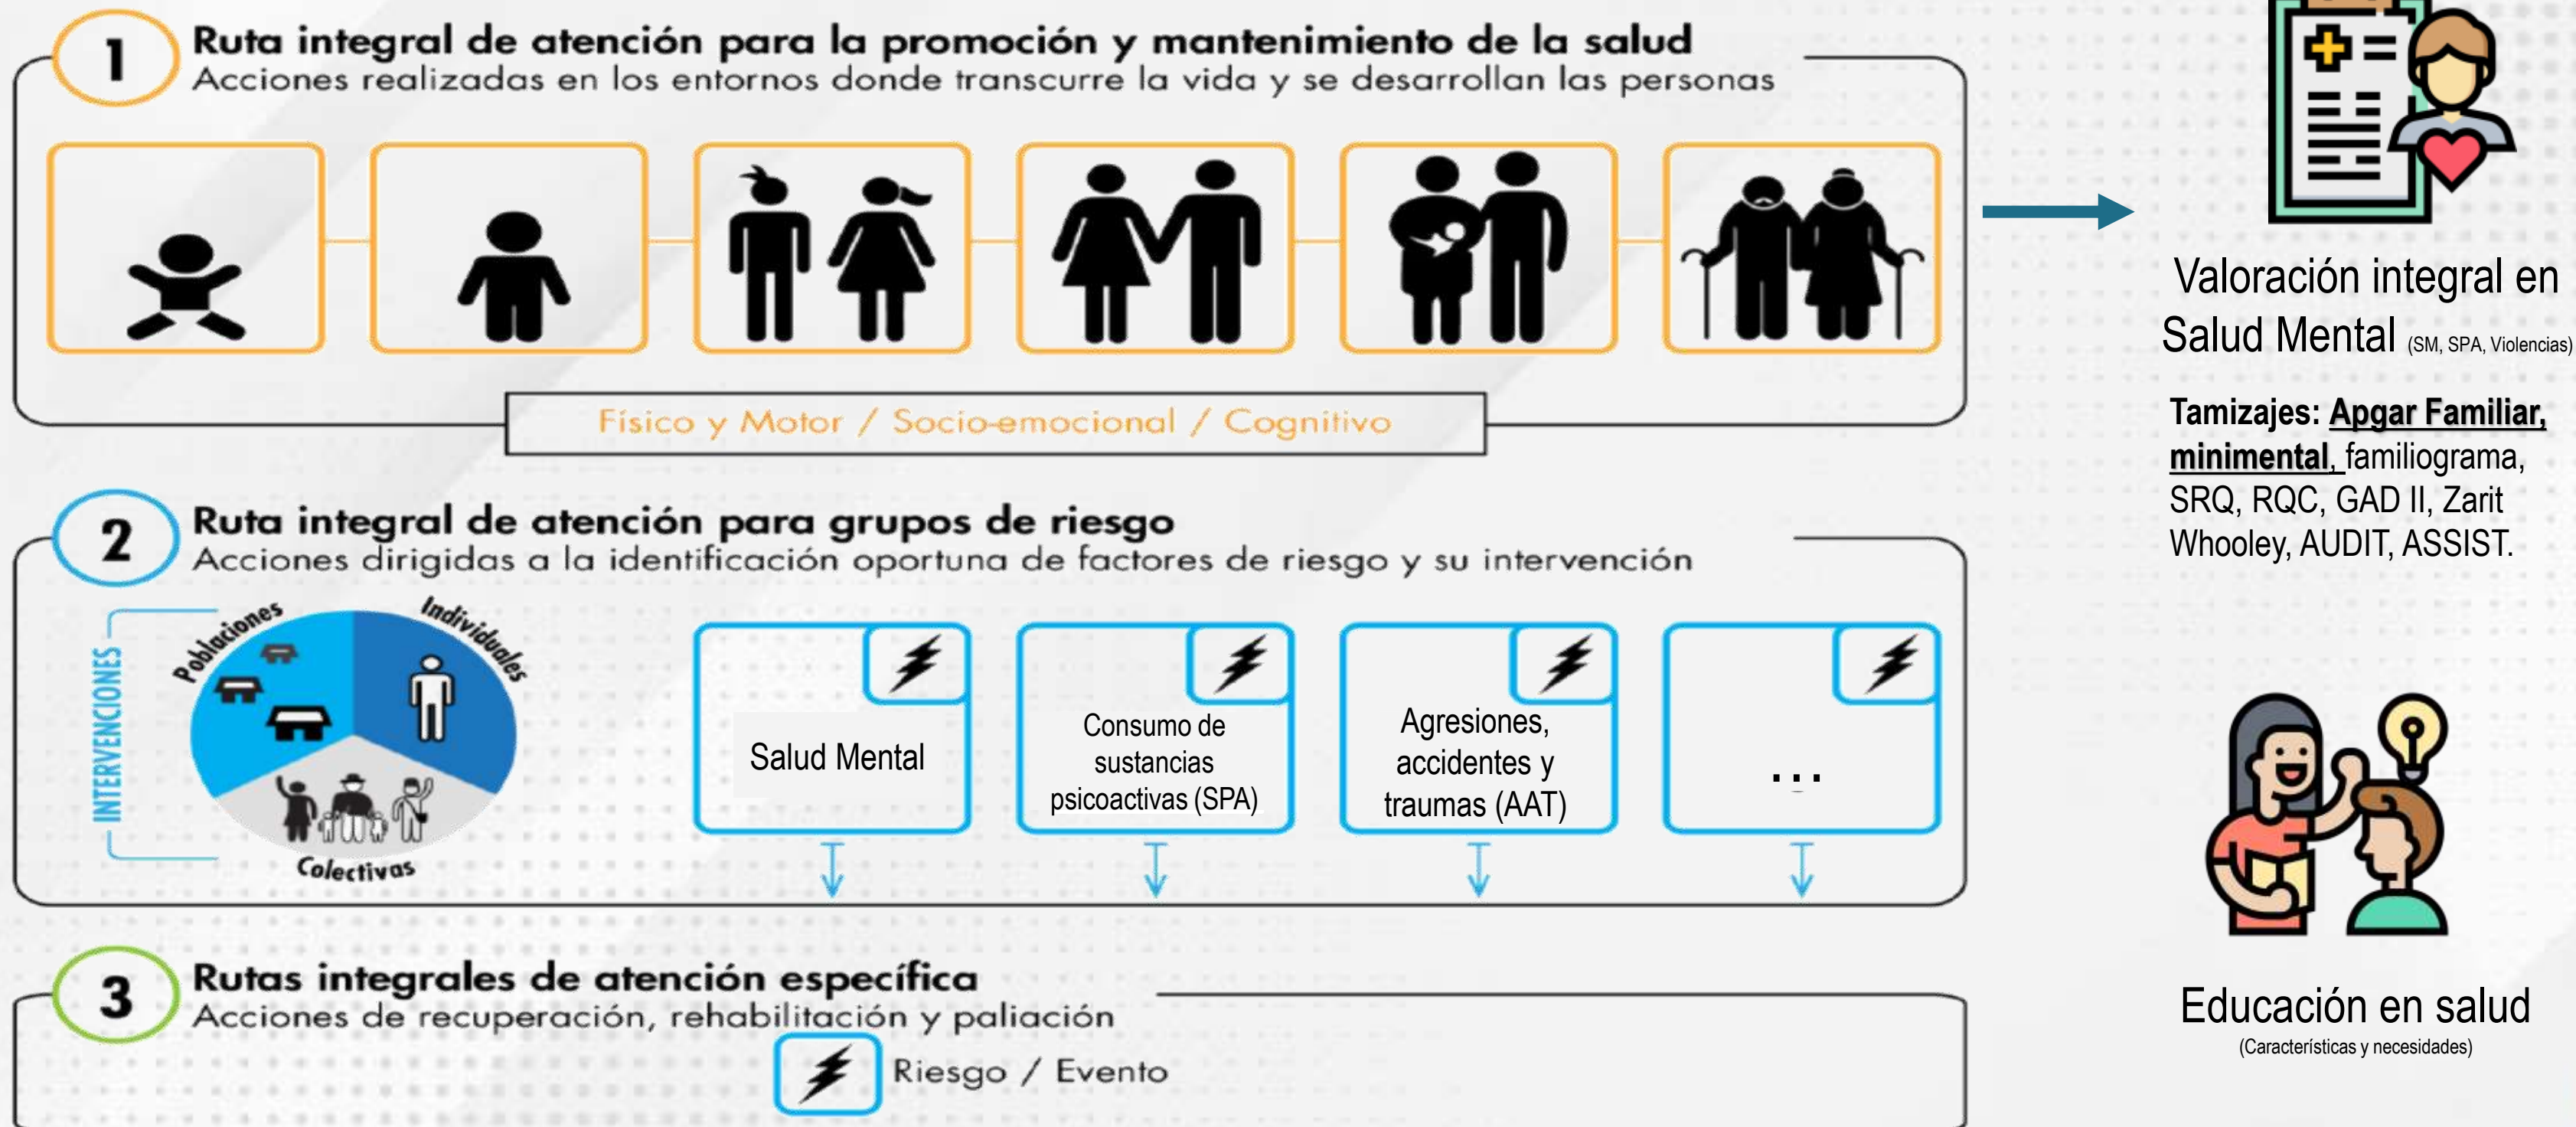 1
Ruta integral de atención para la promoción y mantenimiento de la salud
Acciones realizadas en los entornos donde transcurre la vida y se desarrollan las personas
Físico y Motor / Socio-emocional / Cognitivo
2
Ruta integral de atención para grupos de riesgo
Acciones dirigidas a la identificación oportuna de factores de riesgo y su intervención
INTERVENCIONES
Poblaciones
Individuales
Colectivas
Salud Mental
Consumo de
sustancias
psicoactivas (SPA)
Agresiones,
accidentes y
traumas (AAT)
...
3
Rutas integrales de atención específica
Acciones de recuperación, rehabilitación y paliación
Riesgo / Evento
Valoración integral en
Salud Mental (SM, SPA, Violencias)
Tamizajes: Apgar Familiar,
minimental, familiograma,
SRQ, RQC, GAD II, Zarit
Whooley, AUDIT, ASSIST.
Educación en salud
(Características y necesidades)